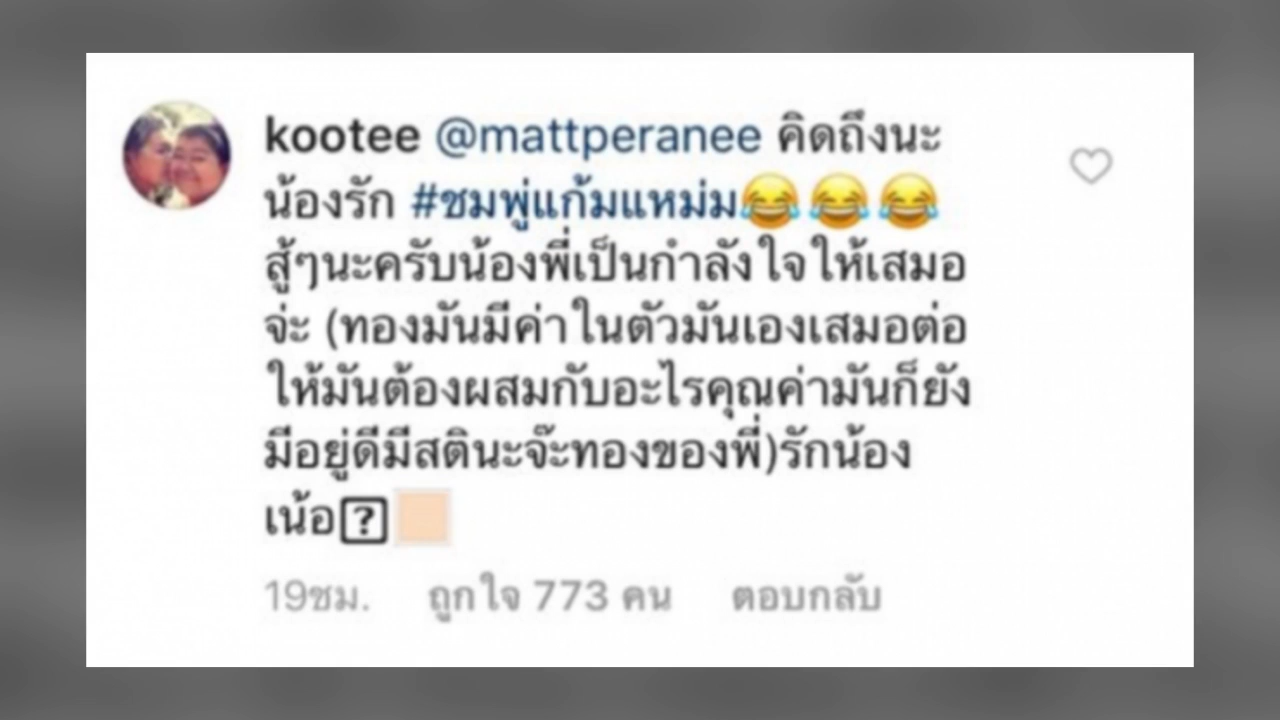 kootee @mattperanee คิดถึงนะ
น้องรัก #ชมพู่แก้มแหม่ม😂😂😂
สู้ๆนะครับน้องพี่เป็นกำลังใจให้เสมอ
จ่ะ (ทองมันมีค่าในตัวมันเองเสมอต่อ
ให้มันต้องผสมกับอะไรคุณค่ามันก็ยัง
มีอยู่ดีมีสตินะจ๊ะทองของพี่)รักน้อง
เน้อ
19ชม. ถูกใจ 773 คน ตอบกลับ